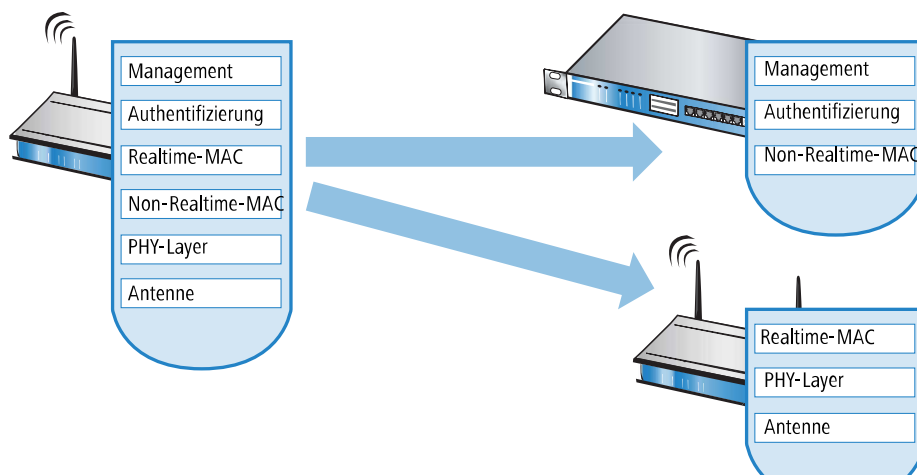 Management
Authentifizierung
Realtime-MAC
Non-Realtime-MAC
PHY-Layer
Antenne
Management
Authentifizierung
Non-Realtime-MAC
Realtime-MAC
PHY-Layer
Antenne